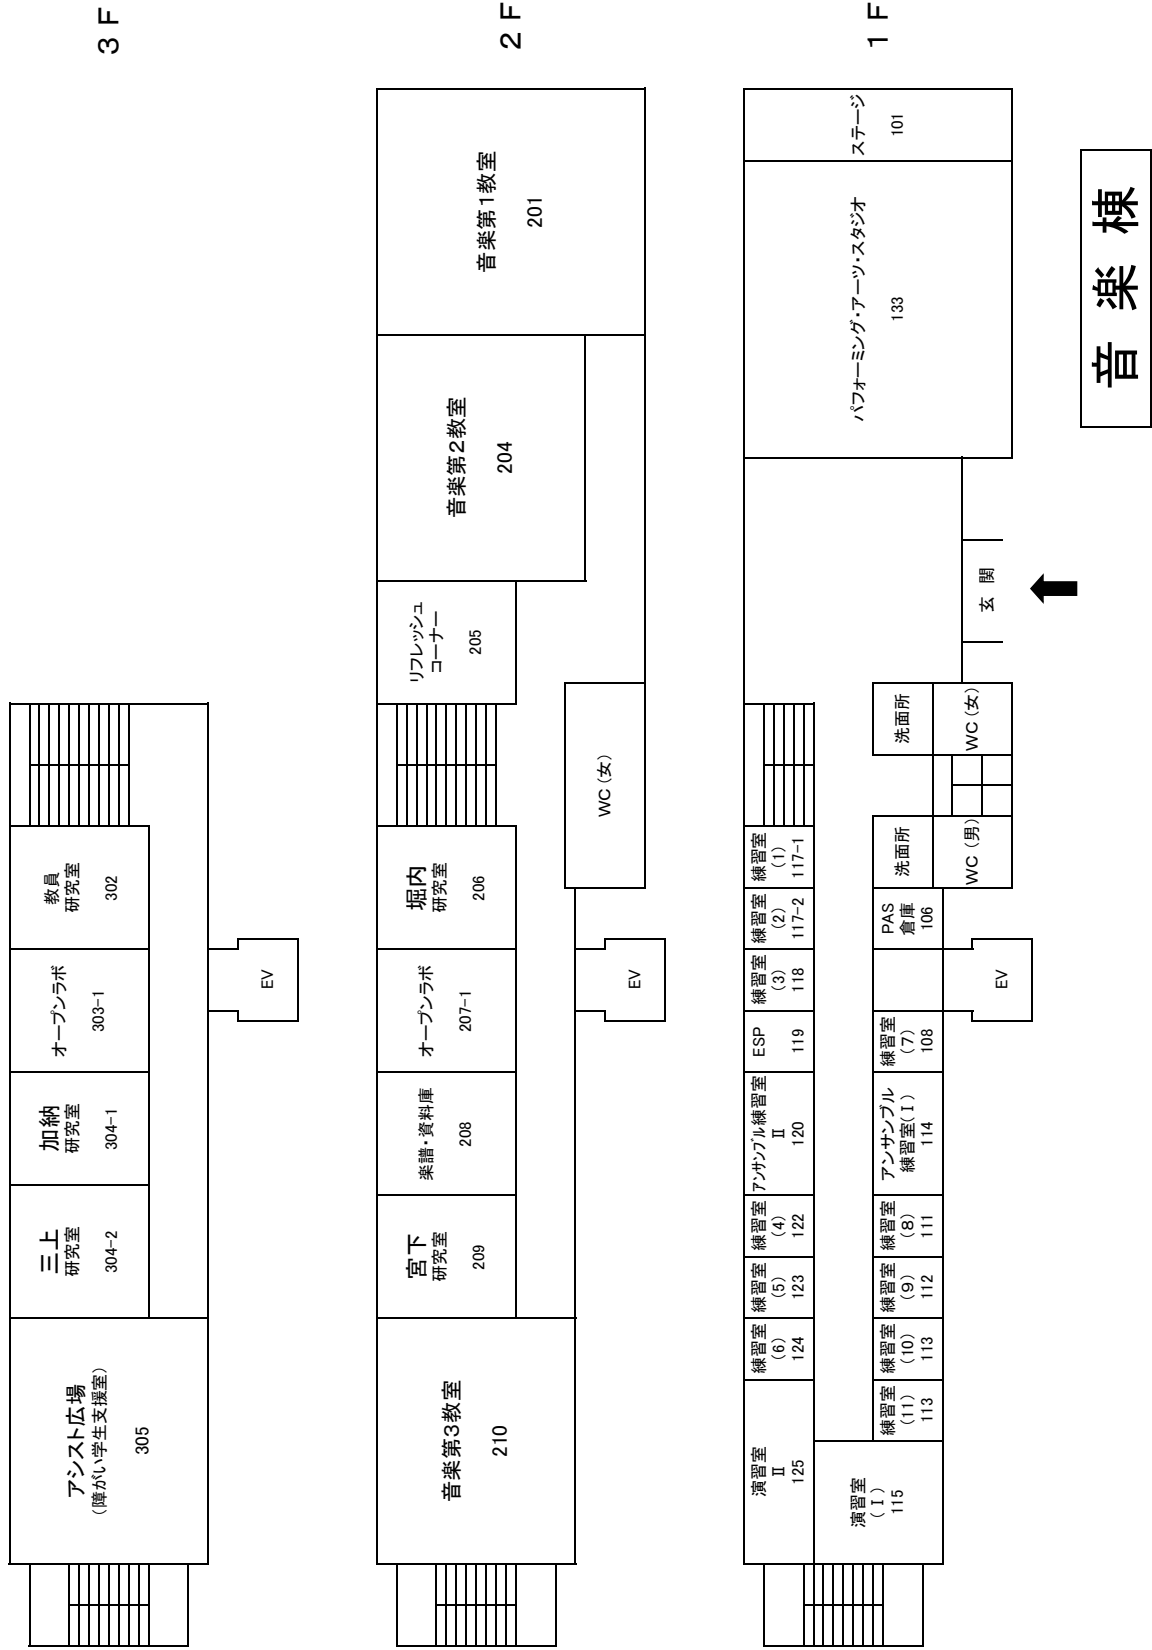 3F
アシスト広場
(障がい学生支援室)
305
三上
研究室
304-2
加納
研究室
304-1
オープンラボ
303-1
教員
研究室
302
EV
2F
音楽第3教室
210
宮下
研究室
209
楽譜・資料庫
208
オープンラボ
207-1
堀内
研究室
206
リフレッシュ
コーナー
205
音楽第2教室
204
音楽第1教室
201
EV
WC(女)
1F
演習室
Ⅱ
125
練習室
(6)
124
練習室
(5)
123
練習室
(4)
122
アンサンブル練習室
Ⅱ
120
ESP
119
練習室
(3)
118
練習室
(2)
117-2
練習室
(1)
117-1
パフォーミング・アーツ・スタジオ
133
ステージ
101
演習室
(Ⅰ)
115
練習室
(11)
113
練習室
(10)
113
練習室
(9)
112
練習室
(8)
111
アンサンブル
練習室(Ⅰ)
114
練習室
(7)
108
PAS
倉庫
106
洗面所
WC(男)
洗面所
WC(女)
玄関
EV
音楽棟